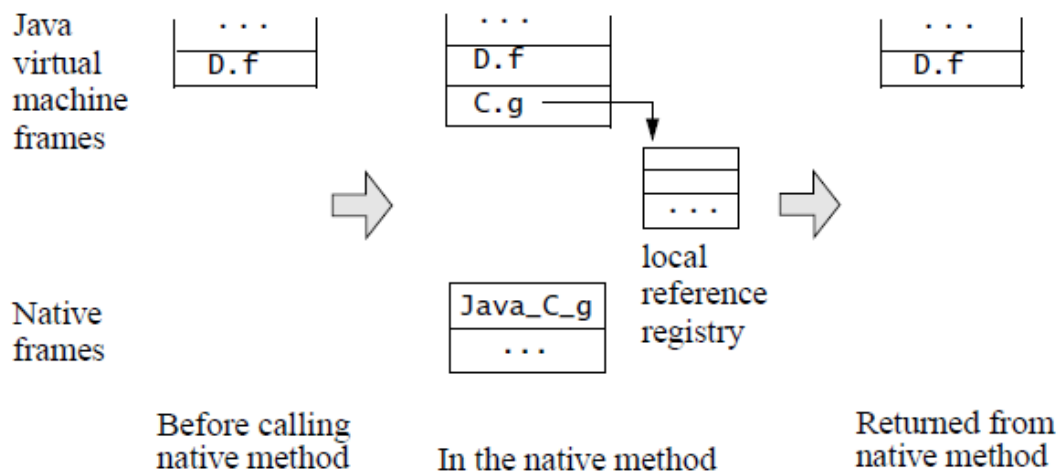 Java
virtual
machine
frames
...
D.f
...
D.f
C.g
...
local
reference
registry
...
D.f
Native
frames
Java_C_g
...
Before calling
native method
In the native method
Returned from
native method